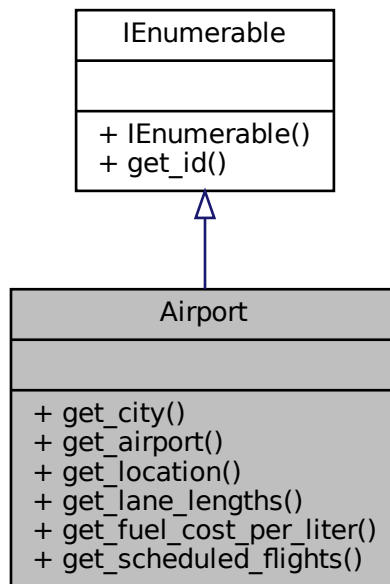 IEnumerable
+ IEnumerable()
+ get_id()
Airport
+ get_city()
+ get_airport()
+ get_location()
+ get_lane_lengths()
+ get_fuel_cost_per_liter()
+ get_scheduled_flights()